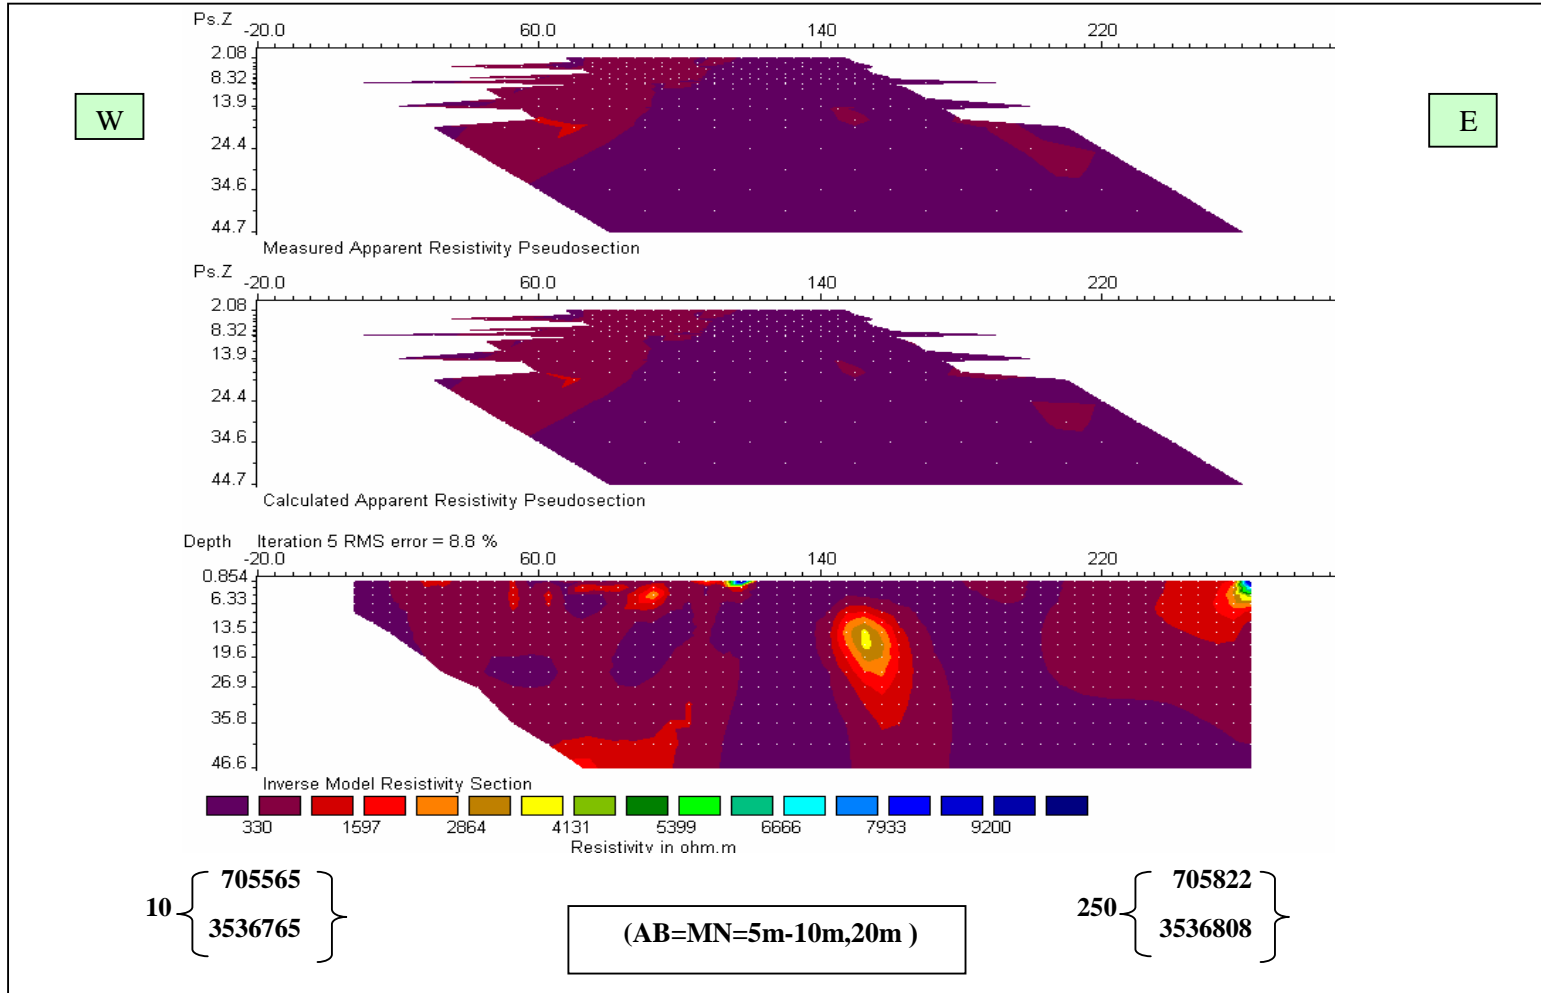 Ps.Z -20.0 60.0 140 220
2.08
8.32
13.9
24.4
34.6
44.7
W
E
Measured Apparent Resistivity Pseudosection
Ps.Z -20.0 60.0 140 220
2.08
8.32
13.9
24.4
34.6
44.7
Calculated Apparent Resistivity Pseudosection
Depth Iteration 5 RMS error = 8.8 %
-20.0 60.0 140 220
0.854
6.33
13.5
19.6
26.9
35.8
46.6
Inverse Model Resistivity Section
330 1597 2864 4131 5399 6666 7933 9200
Resistivity in ohm.m
10 { 705565 }
3536765
(AB=MN=5m-10m,20m )
250 { 705822 }
3536808